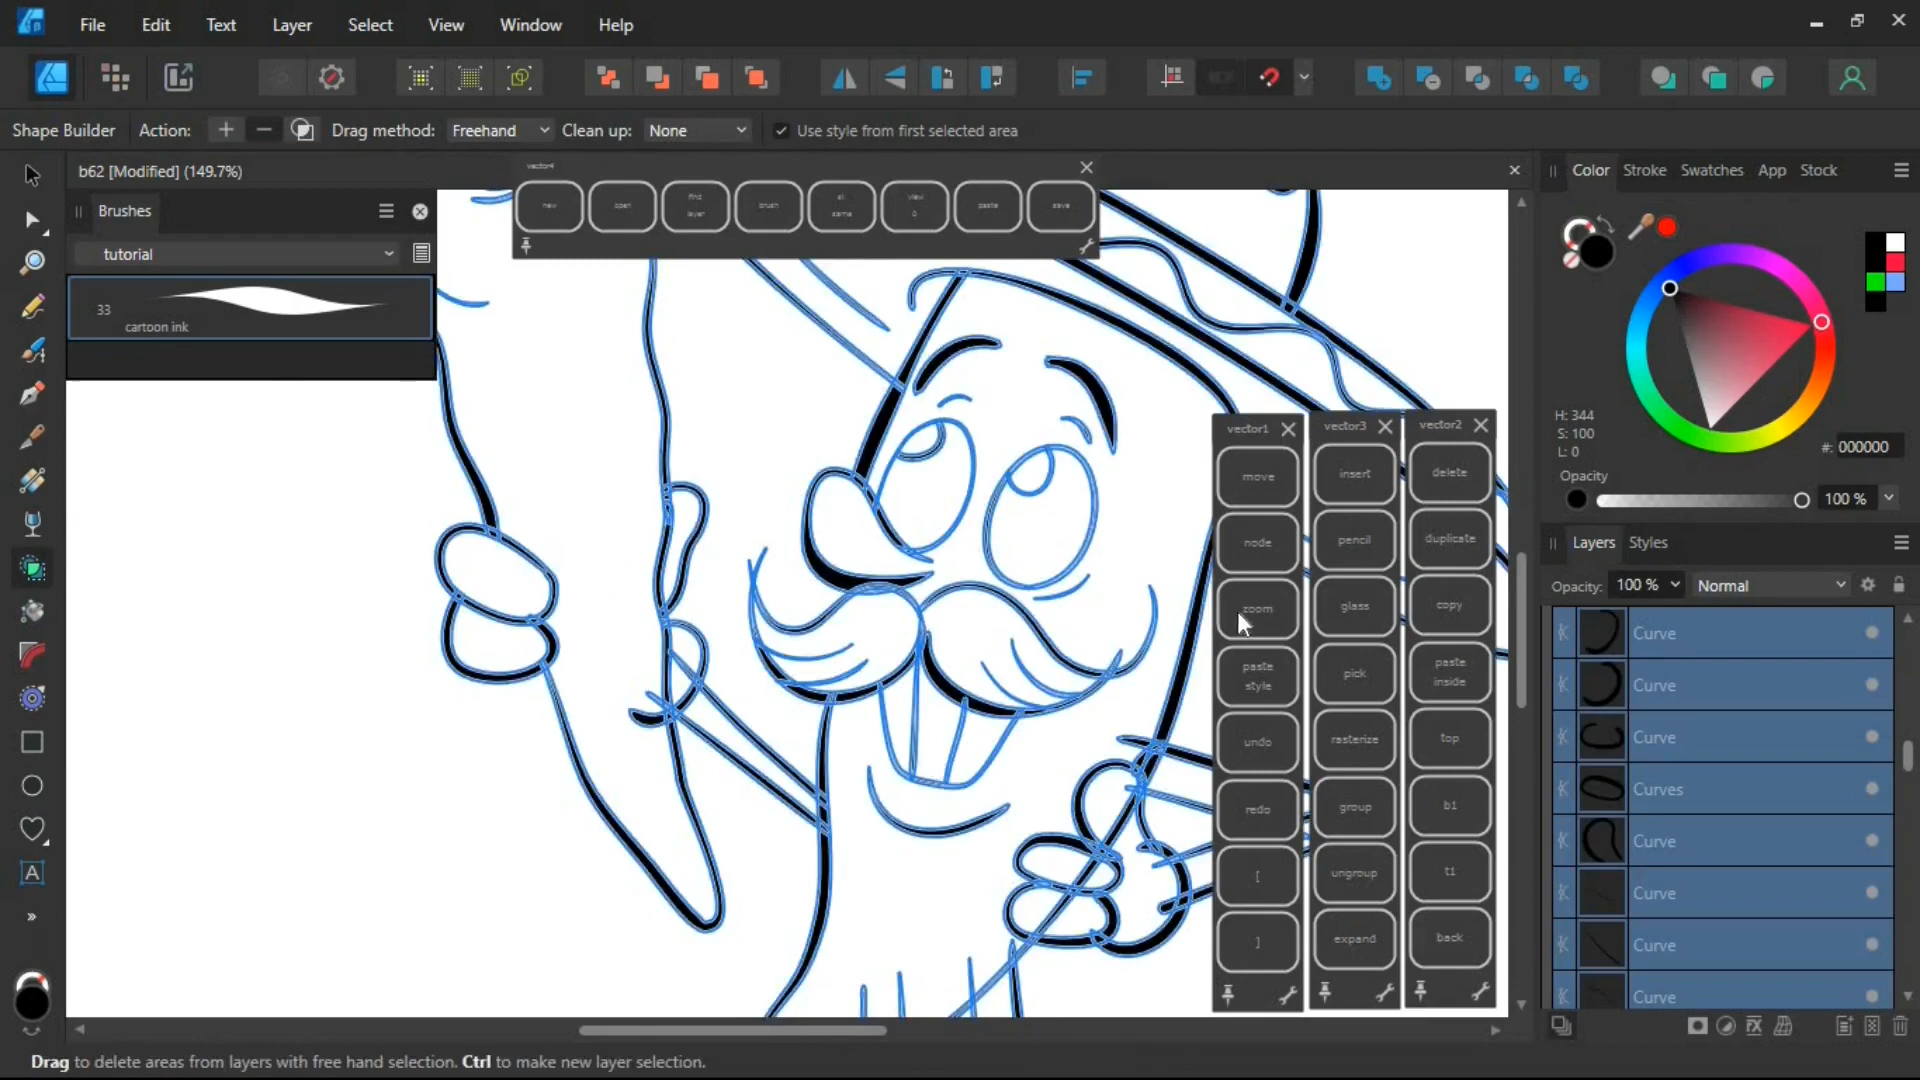 File Edit Text Layer Select View Window Help
Shape Builder Action: Drag method: Freehand Clean up: None Use style from first selected area
b62 [Modified] (149.7%)
vector4
new open find layer brush view 0 paste save
Brushes
tutorial
33
cartoon ink
vector1 vector3 vector2
move insert delete
node pencil duplicate
zoom glass copy
paste style pick paste inside
undo rasterize top
redo group b1
[ ungroup t1
] expand back
Color Stroke Swatches App Stock
H: 344
S: 100
L: 0
#: 000000
Opacity
100 %
Layers Styles
Opacity: 100 % Normal
Curve
Curve
Curve
Curves
Curve
Curve
Curve
Curve
Drag to delete areas from layers with free hand selection. Ctrl to make new layer selection.